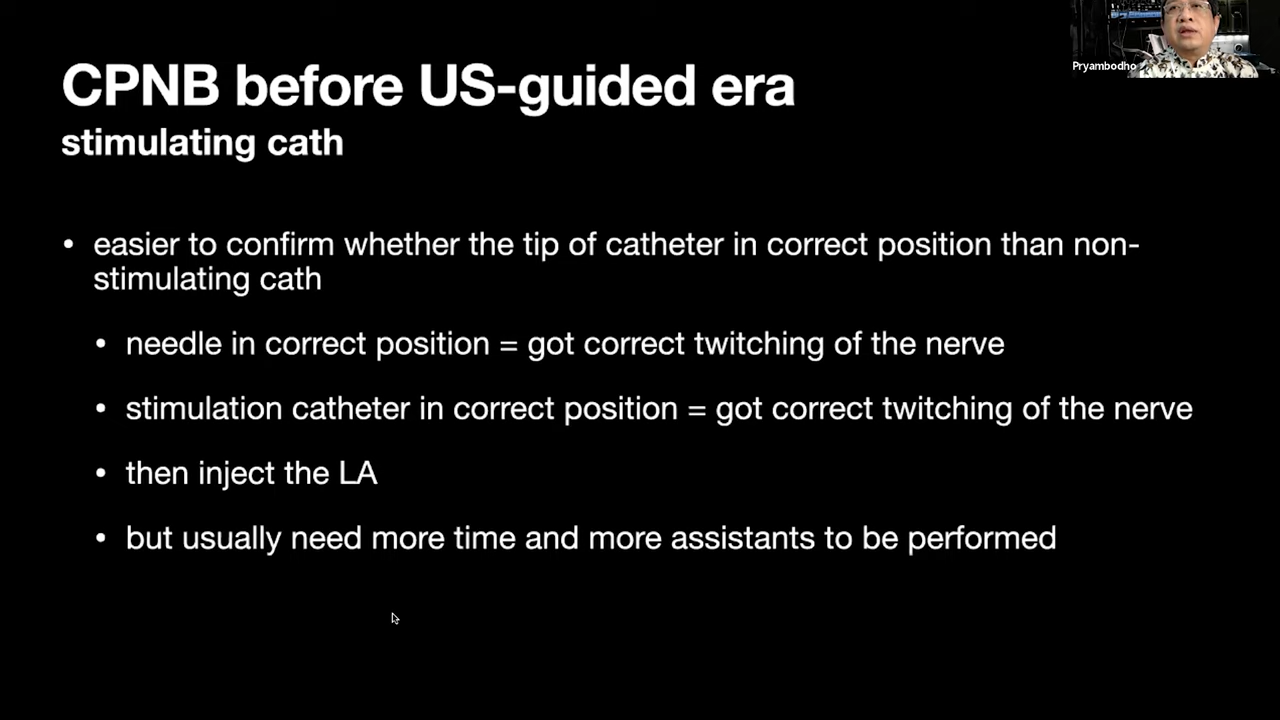 CPNB before US-guided era
stimulating cath
Pryambodho
• easier to confirm whether the tip of catheter in correct position than non-
stimulating cath
• needle in correct position = got correct twitching of the nerve
• stimulation catheter in correct position = got correct twitching of the nerve
• then inject the LA
• but usually need more time and more assistants to be performed